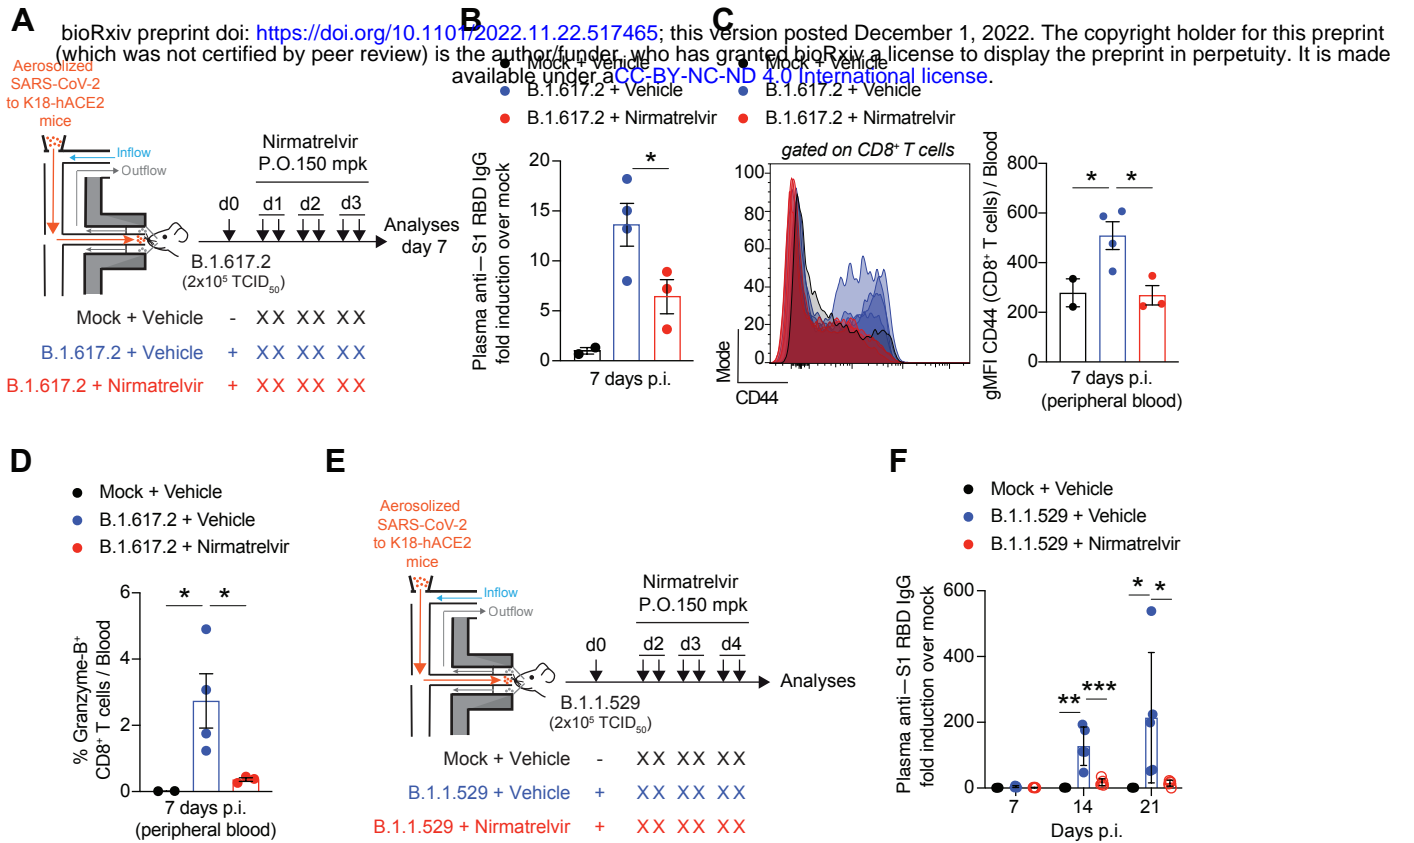 A
B
C
bioRxiv preprint doi: https://doi.org/10.1101/2022.11.22.517465; this version posted December 1, 2022. The copyright holder for this preprint
(which was not certified by peer review) is the author/funder, who has granted bioRxiv a license to display the preprint in perpetuity. It is made
available under aCC-BY-NC-ND 4.0 International license.
Aerosolized
SARS-CoV-2
to K18-hACE2
mice
Inflow
Outflow
Nirmatrelvir
P.O.150 mpk
d0 d1 d2 d3
Analyses
day 7
B.1.617.2
(2x10⁵ TCID₅₀)
Mock + Vehicle - XX XX XX
B.1.617.2 + Vehicle + XX XX XX
B.1.617.2 + Nirmatrelvir + XX XX XX
Mock + Vehicle
B.1.617.2 + Vehicle
B.1.617.2 + Nirmatrelvir
Plasma anti—S1 RBD IgG
fold induction over mock
20
15
10
5
0
*
7 days p.i.
Mock + Vehicle
B.1.617.2 + Vehicle
B.1.617.2 + Nirmatrelvir
gated on CD8⁺ T cells
100
80
60
40
20
0
Mode
CD44
gMFI CD44 (CD8⁺ T cells) / Blood
800
600
400
200
0
* *
7 days p.i.
(peripheral blood)
D
Mock + Vehicle
B.1.617.2 + Vehicle
B.1.617.2 + Nirmatrelvir
% Granzyme-B⁺
CD8⁺ T cells / Blood
6
4
2
0
* *
7 days p.i.
(peripheral blood)
E
Aerosolized
SARS-CoV-2
to K18-hACE2
mice
Inflow
Outflow
Nirmatrelvir
P.O.150 mpk
d0 d2 d3 d4
Analyses
B.1.1.529
(2x10⁵ TCID₅₀)
Mock + Vehicle - XX XX XX
B.1.1.529 + Vehicle + XX XX XX
B.1.1.529 + Nirmatrelvir + XX XX XX
F
Mock + Vehicle
B.1.1.529 + Vehicle
B.1.1.529 + Nirmatrelvir
Plasma anti—S1 RBD IgG
fold induction over mock
600
400
200
0
** ***
* *
7 14 21
Days p.i.